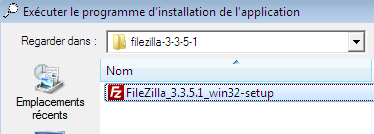 Exécuter le programme d'installation de l'application
Regarder dans :
filezilla-3-3-5-1
Nom
Emplacements
récents
FileZilla_3.3.5.1_win32-setup